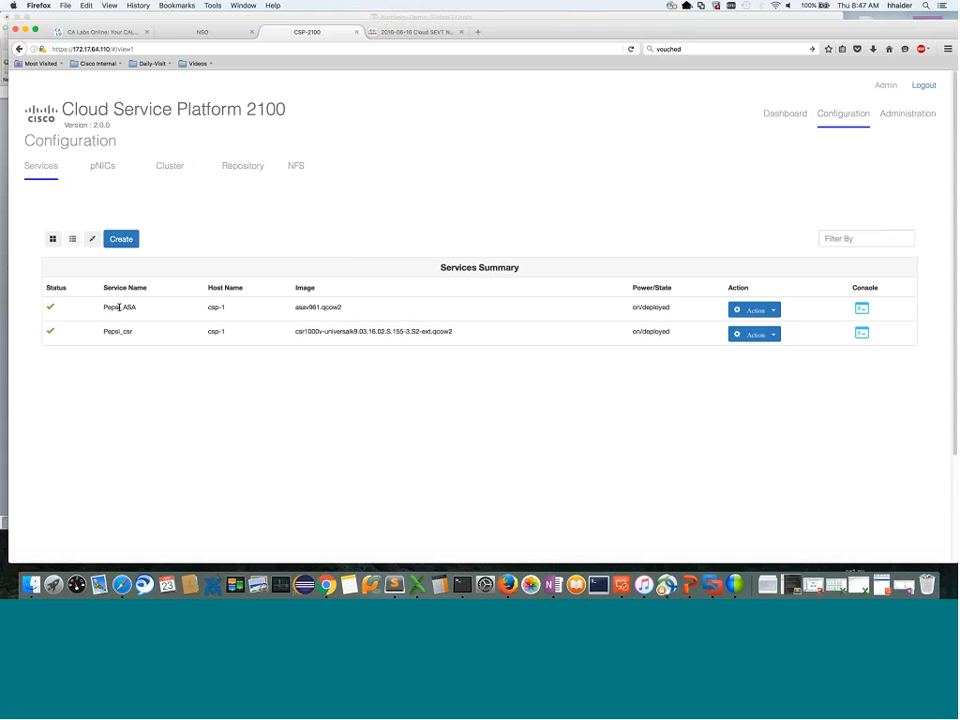 Firefox File Edit View History Bookmarks Tools Window Help 100% Thu 8:47 AM hhaider
CA Labs Online: Your CAL... NSO CSP-2100 2016-06-16 Cloud SEVT N...
https://172.17.64.110/#/view1 vouched
Most Visited Cisco Internal Daily-Visit Videos
Admin Logout
CISCO Cloud Service Platform 2100
Version : 2.0.0
Dashboard Configuration Administration
Configuration
Services pNICs Cluster Repository NFS
Create Filter By
Services Summary
Status Service Name Host Name Image Power/State Action Console
Pepsi_ASA csp-1 asav961.qcow2 on/deployed Action
Pepsi_csr csp-1 csr1000v-universalk9.03.16.02.S.155-3.S2-ext.qcow2 on/deployed Action
23